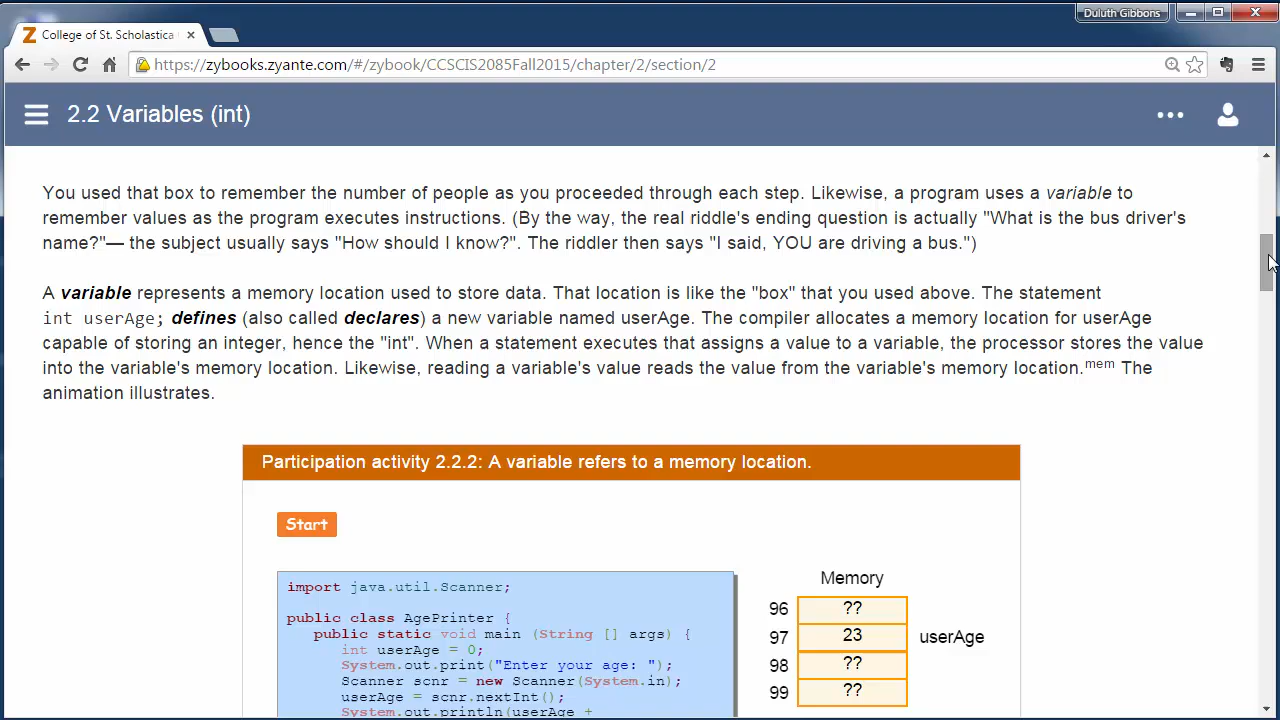 Duluth Gibbons
College of St. Scholastica
https://zybooks.zyante.com/#/zybook/CCSCIS2085Fall2015/chapter/2/section/2
2.2 Variables (int)
You used that box to remember the number of people as you proceeded through each step. Likewise, a program uses a variable to
remember values as the program executes instructions. (By the way, the real riddle's ending question is actually "What is the bus driver's
name?"— the subject usually says "How should I know?". The riddler then says "I said, YOU are driving a bus.")
A variable represents a memory location used to store data. That location is like the "box" that you used above. The statement
int userAge; defines (also called declares) a new variable named userAge. The compiler allocates a memory location for userAge
capable of storing an integer, hence the "int". When a statement executes that assigns a value to a variable, the processor stores the value
into the variable's memory location. Likewise, reading a variable's value reads the value from the variable's memory location.mem The
animation illustrates.
Participation activity 2.2.2: A variable refers to a memory location.
Start
import java.util.Scanner;
public class AgePrinter {
public static void main (String [] args) {
int userAge = 0;
System.out.print("Enter your age: ");
Scanner scnr = new Scanner(System.in);
userAge = scnr.nextInt();
System.out.println(userAge +
Memory
96 ??
97 23 userAge
98 ??
99 ??